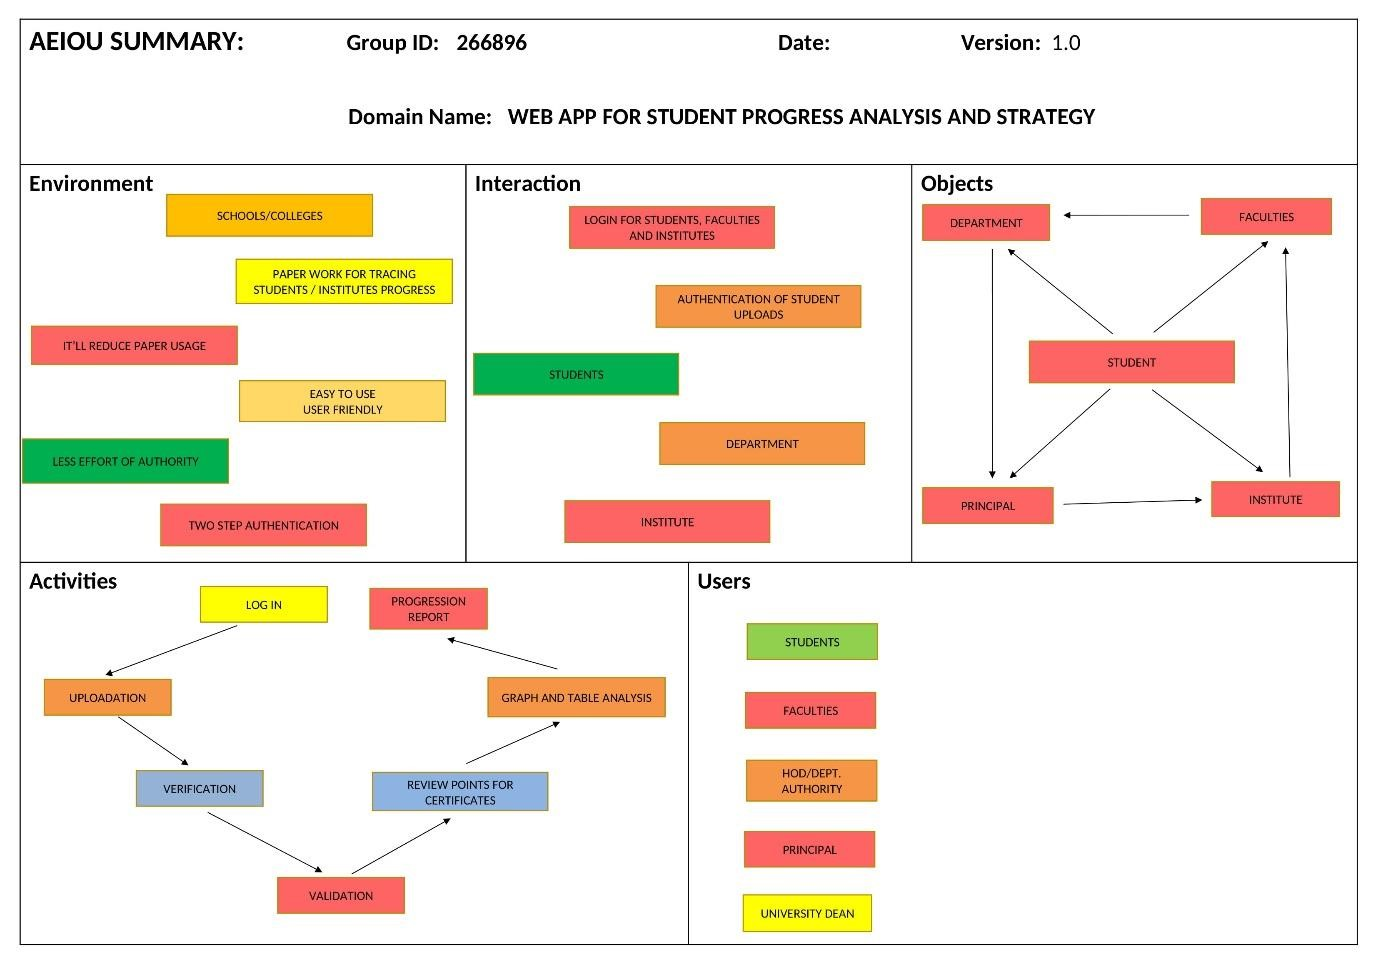 AEIOU SUMMARY: Group ID: 266896 Date: Version: 1.0
Domain Name: WEB APP FOR STUDENT PROGRESS ANALYSIS AND STRATEGY
Environment
SCHOOLS/COLLEGES
PAPER WORK FOR TRACING
STUDENTS / INSTITUTES PROGRESS
IT'LL REDUCE PAPER USAGE
EASY TO USE
USER FRIENDLY
LESS EFFORT OF AUTHORITY
TWO STEP AUTHENTICATION
Interaction
LOGIN FOR STUDENTS, FACULTIES
AND INSTITUTES
AUTHENTICATION OF STUDENT
UPLOADS
STUDENTS
DEPARTMENT
INSTITUTE
Objects
DEPARTMENT
FACULTIES
STUDENT
PRINCIPAL
INSTITUTE
Activities
LOG IN
PROGRESSION
REPORT
UPLOADATION
GRAPH AND TABLE ANALYSIS
VERIFICATION
REVIEW POINTS FOR
CERTIFICATES
VALIDATION
Users
STUDENTS
FACULTIES
HOD/DEPT.
AUTHORITY
PRINCIPAL
UNIVERSITY DEAN